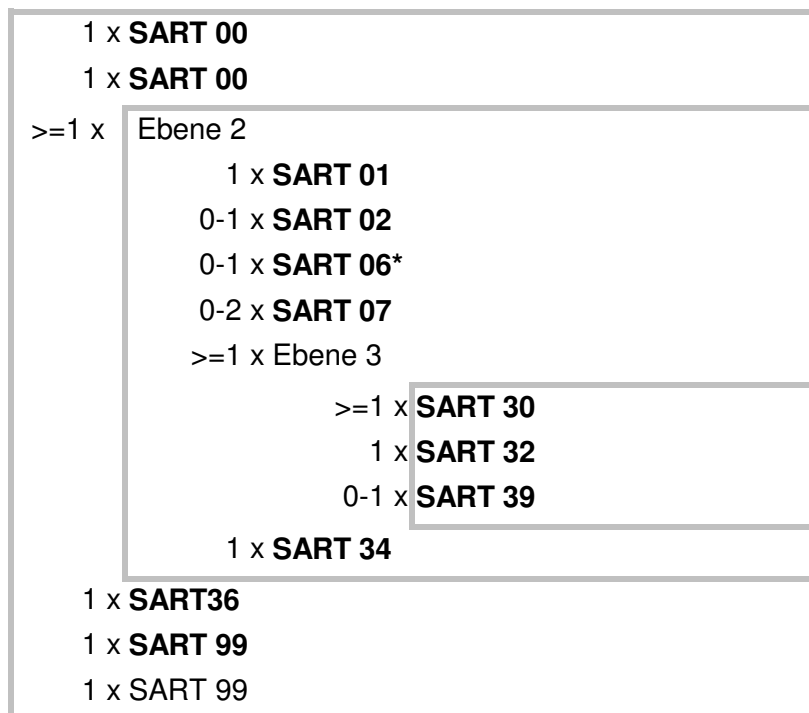 1 x SART 00
1 x SART 00
>=1 x Ebene 2
1 x SART 01
0-1 x SART 02
0-1 x SART 06*
0-2 x SART 07
>=1 x Ebene 3
>=1 x SART 30
1 x SART 32
0-1 x SART 39
1 x SART 34
1 x SART36
1 x SART 99
1 x SART 99